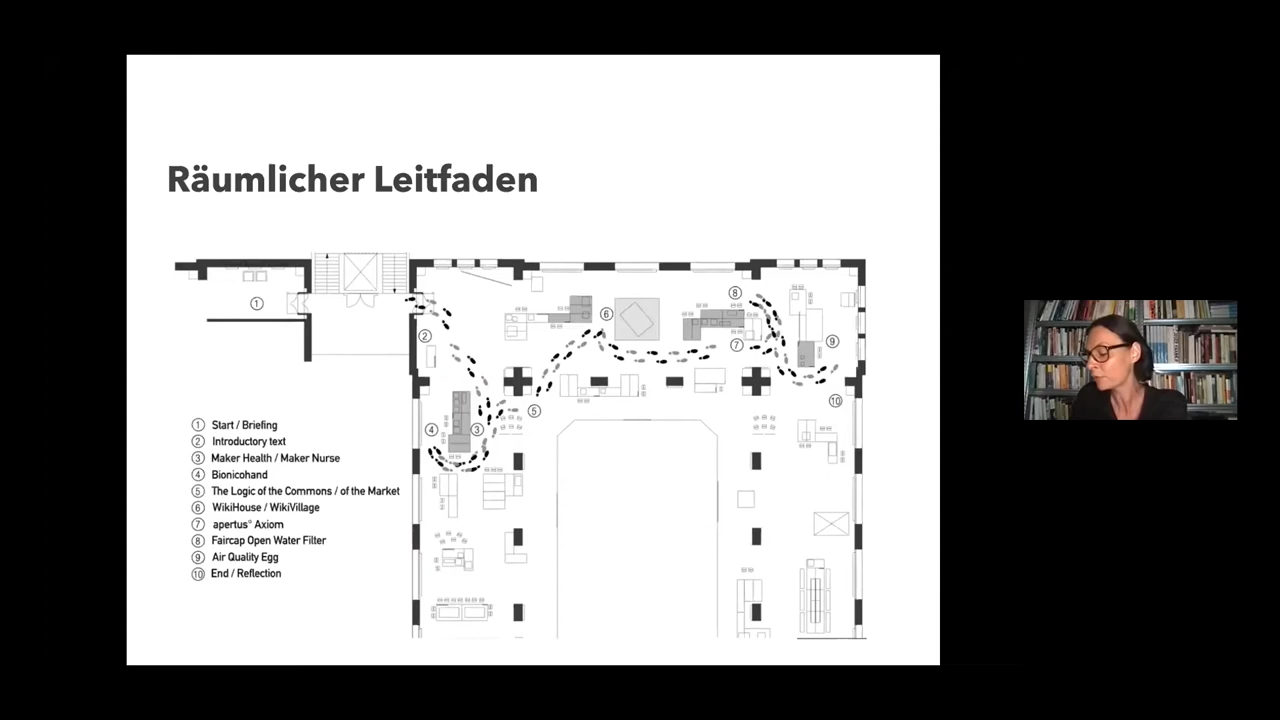 Räumlicher Leitfaden
1
2
3
4
5
6
7
8
9
10
1 Start / Briefing
2 Introductory text
3 Maker Health / Maker Nurse
4 Bionicohand
5 The Logic of the Commons / of the Market
6 WikiHouse / WikiVillage
7 apertus° Axiom
8 Faircap Open Water Filter
9 Air Quality Egg
10 End / Reflection